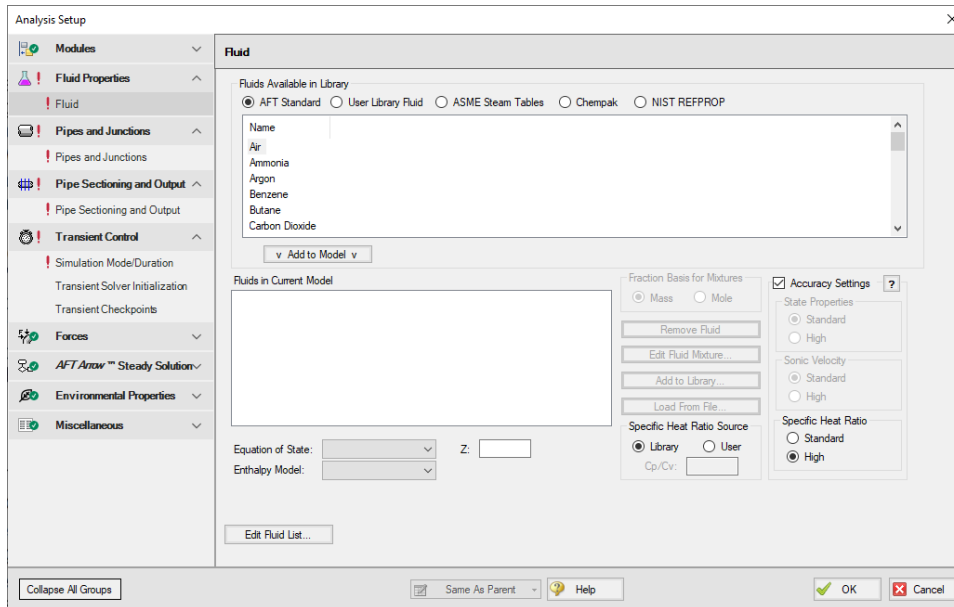 Analysis Setup
Modules
Fluid Properties
Fluid
Pipes and Junctions
Pipes and Junctions
Pipe Sectioning and Output
Pipe Sectioning and Output
Transient Control
Simulation Mode/Duration
Transient Solver Initialization
Transient Checkpoints
Forces
AFT Arrow ™ Steady Solution
Environmental Properties
Miscellaneous
Collapse All Groups
Fluid
Fluids Available in Library
AFT Standard User Library Fluid ASME Steam Tables Chempak NIST REFPROP
Name
Air
Ammonia
Argon
Benzene
Butane
Carbon Dioxide
v Add to Model v
Fluids in Current Model
Equation of State: Z:
Enthalpy Model:
Edit Fluid List...
Fraction Basis for Mixtures
Mass Mole
Remove Fluid
Edit Fluid Mixture...
Add to Library...
Load From File...
Specific Heat Ratio Source
Library User
Cp/Cv:
Accuracy Settings ?
State Properties
Standard
High
Sonic Velocity
Standard
High
Specific Heat Ratio
Standard
High
Same As Parent Help OK Cancel